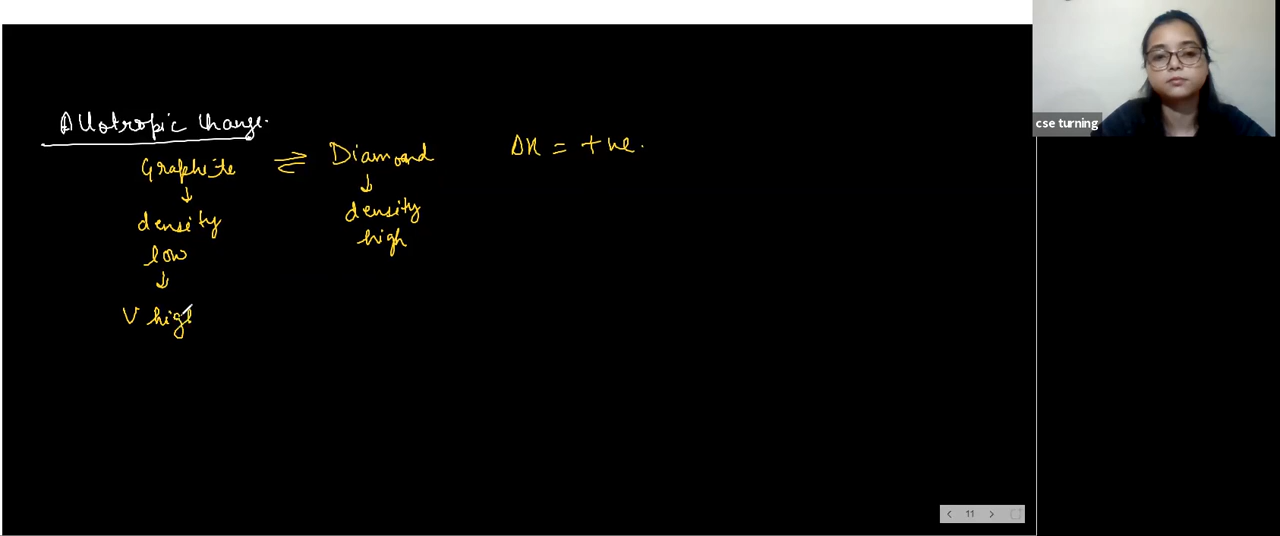 Allotropic Change.
Graphite ⇌ Diamond ΔH = +ve.
↓ ↓
density density
low high
↓
V high
cse turning
11